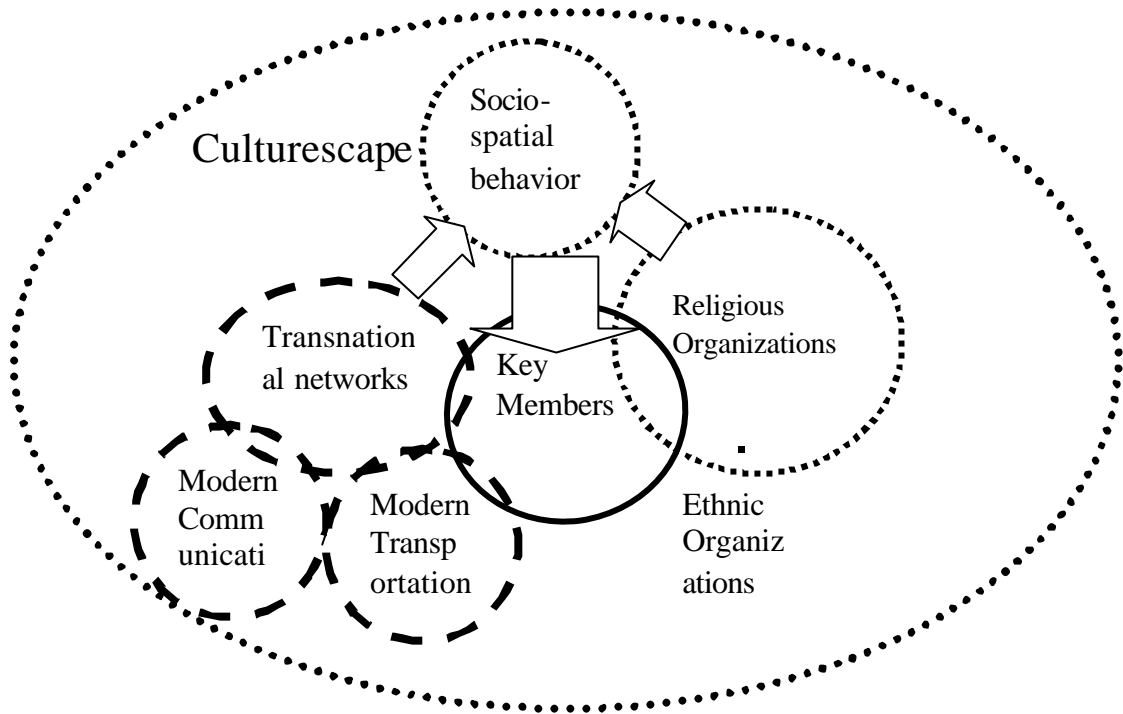 Culturescape
Socio-
spatial
behavior
Religious
Organizations
Transnation
al networks
Key
Members
Modern
Comm
unicati
Modern
Transp
ortation
Ethnic
Organiz
ations